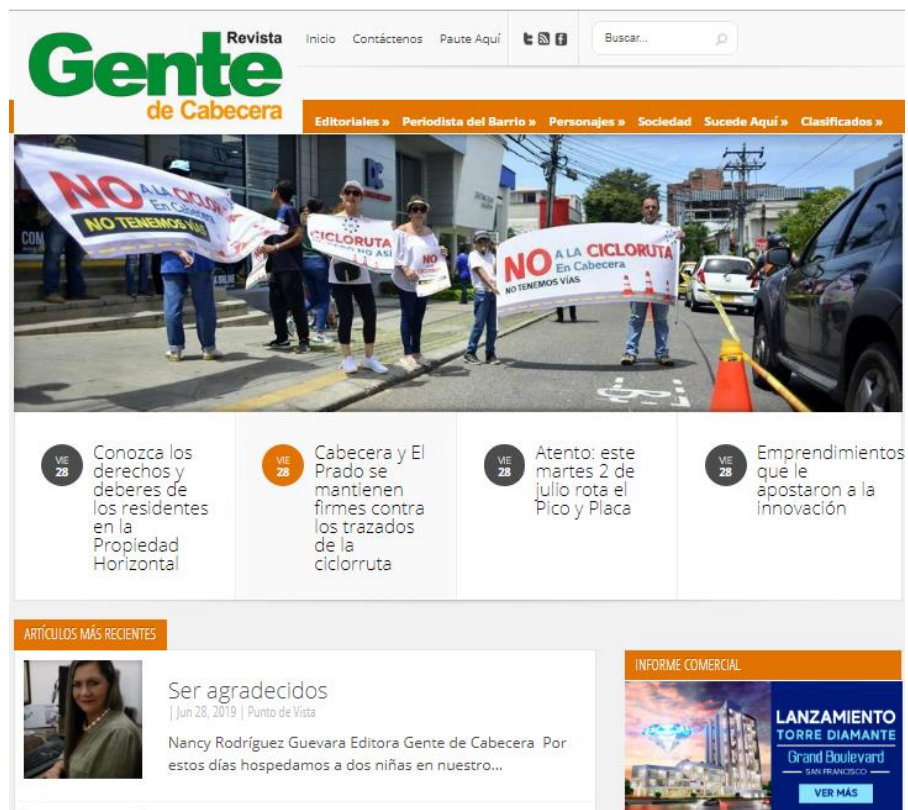 Revista
Gente
de Cabecera
Inicio Contáctenos Paute Aquí
Buscar...
Editoriales » Periodista del Barrio » Personajes » Sociedad Sucede Aquí » Clasificados »
NO A LA CICLORUTA
En Cabecera
NO TENEMOS VÍAS
COM
CICLORUTA
NO ASÍ
NO
NO A LA CICLORUTA
En Cabecera
NO TENEMOS VÍAS
VIE
28
Conozca los
derechos y
deberes de
los residentes
en la
Propiedad
Horizontal
VIE
28
Cabecera y El
Prado se
mantienen
firmes contra
los trazados
de la
ciclorruta
VIE
28
Atento: este
martes 2 de
julio rota el
Pico y Placa
VIE
28
Emprendimientos
que le
apostaron a la
innovación
ARTÍCULOS MÁS RECIENTES
Ser agradecidos
| Jun 28, 2019 | Punto de Vista
Nancy Rodríguez Guevara Editora Gente de Cabecera Por
estos días hospedamos a dos niñas en nuestro...
INFORME COMERCIAL
LANZAMIENTO
TORRE DIAMANTE
Grand Boulevard
SAN FRANCISCO
VER MÁS